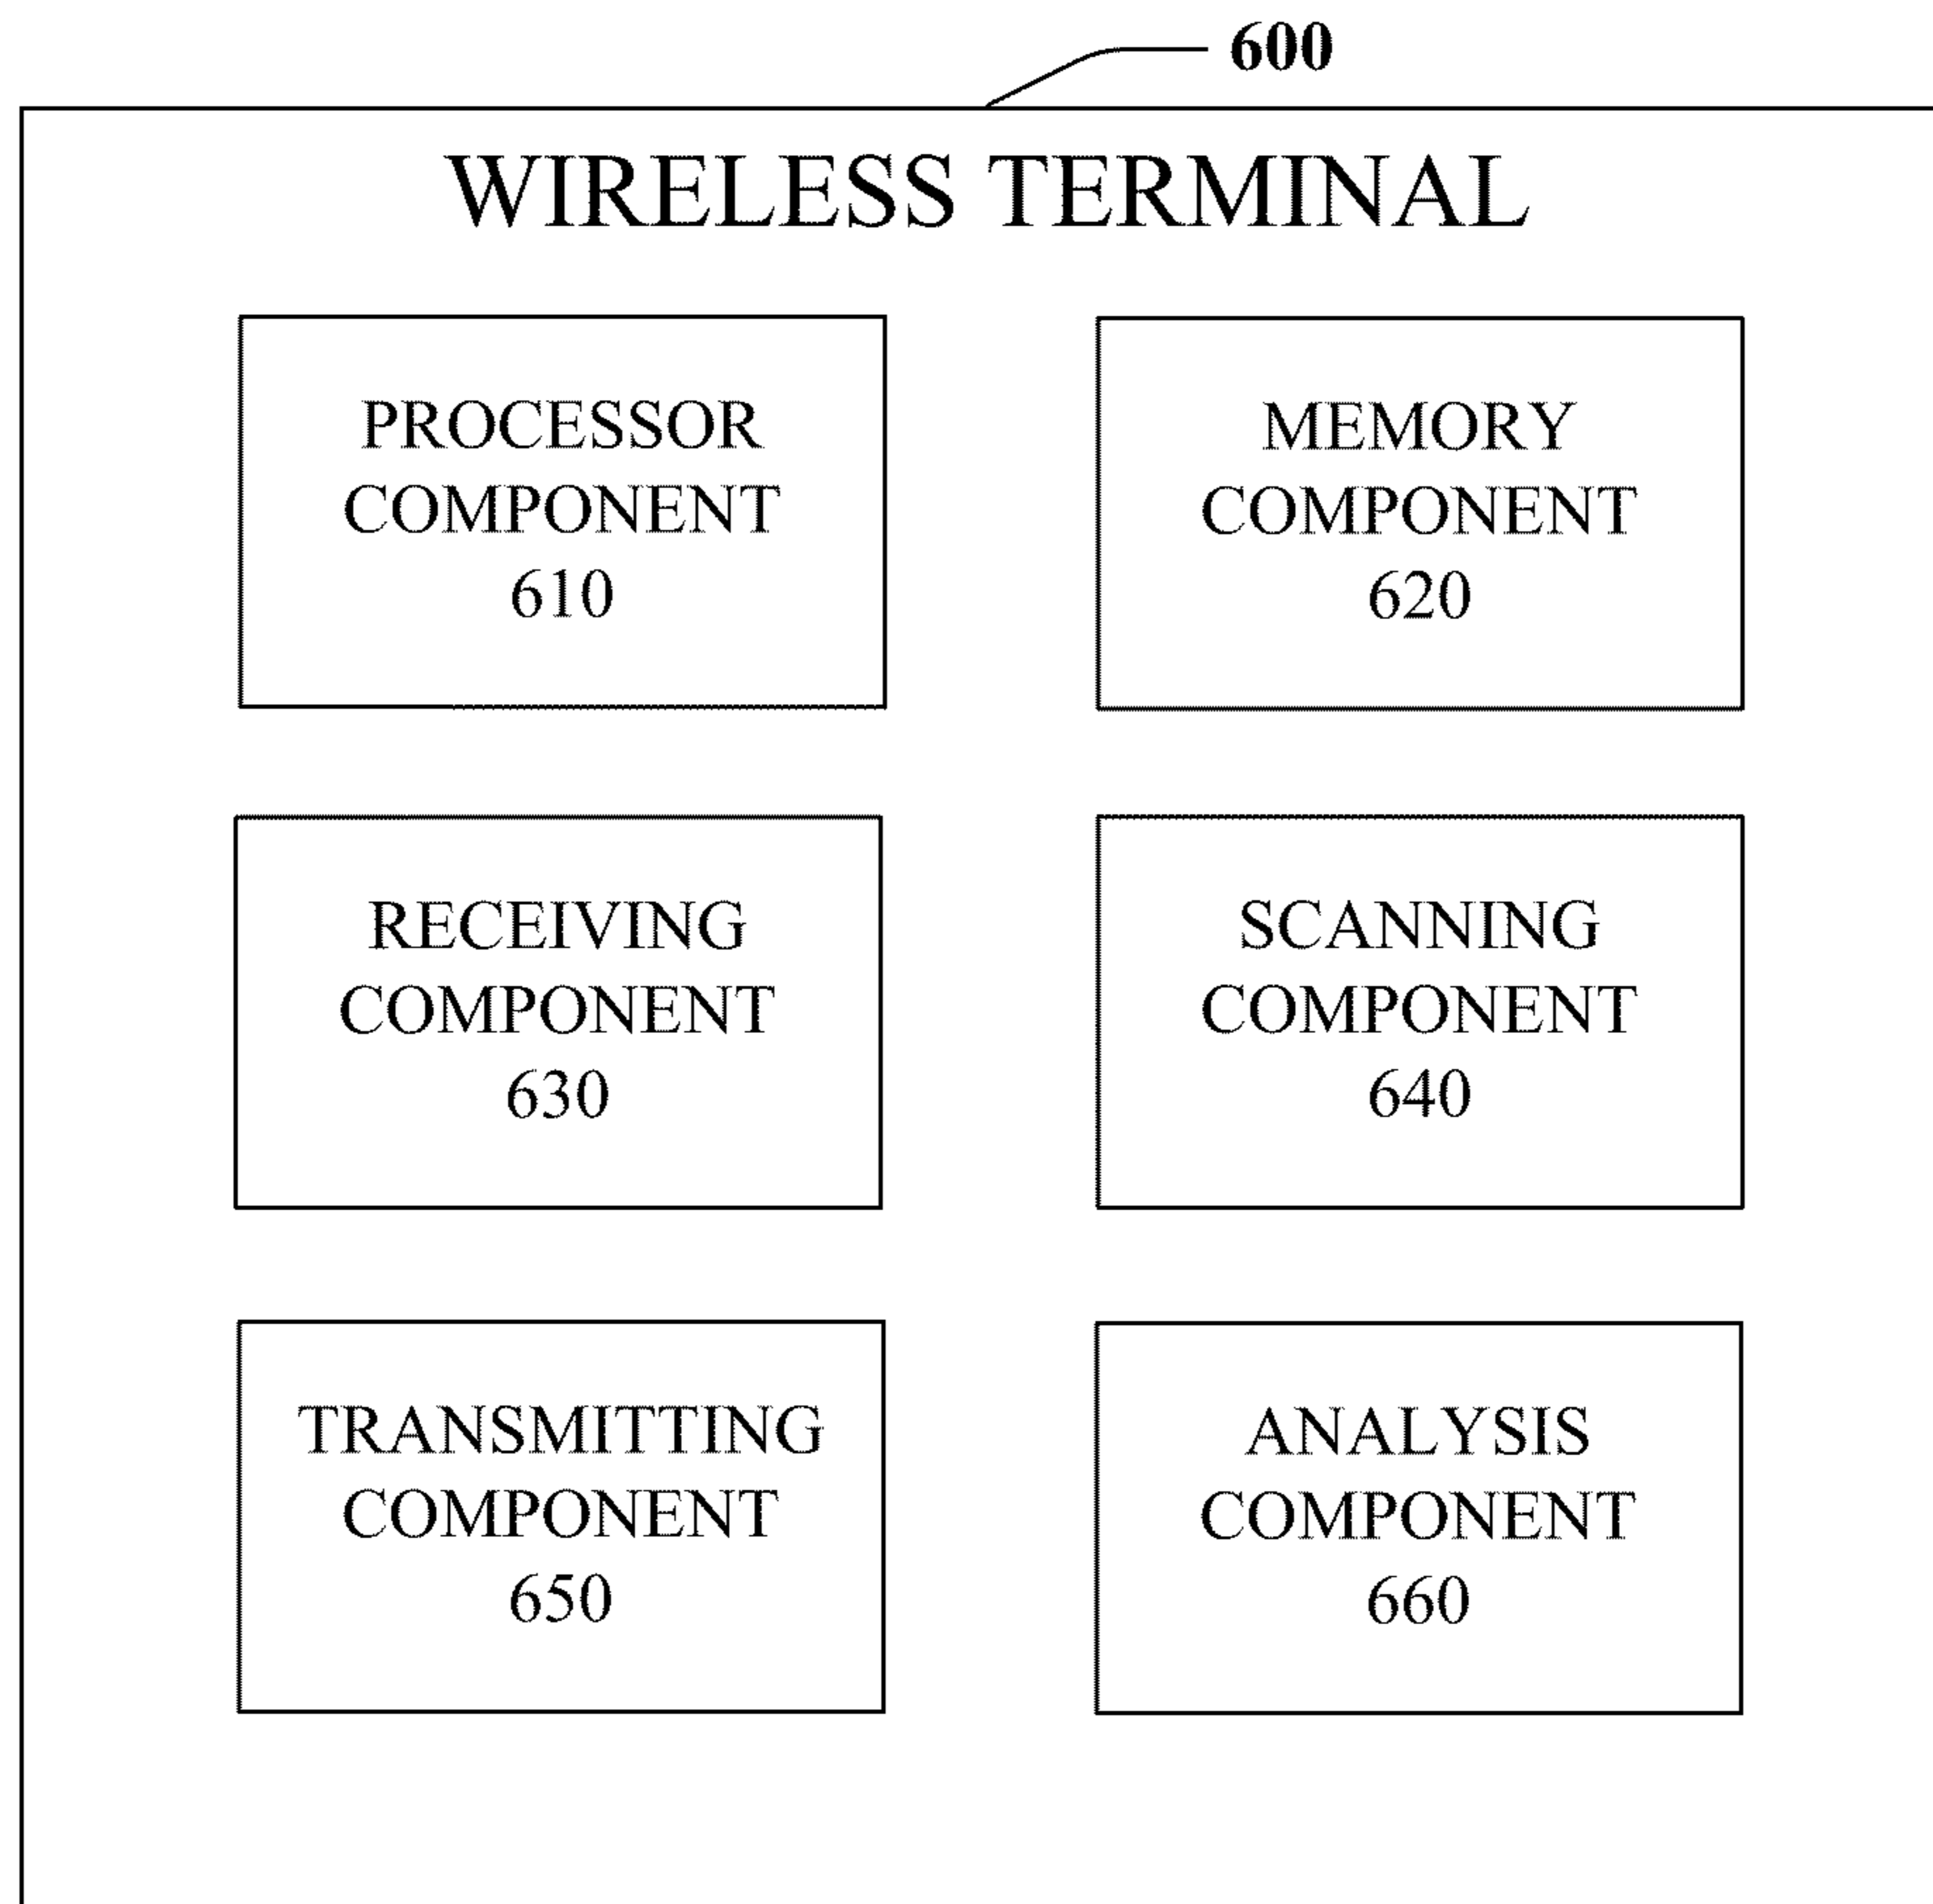 600
WIRELESS TERMINAL
PROCESSOR
COMPONENT
610
MEMORY
COMPONENT
620
RECEIVING
COMPONENT
630
SCANNING
COMPONENT
640
TRANSMITTING
COMPONENT
650
ANALYSIS
COMPONENT
660